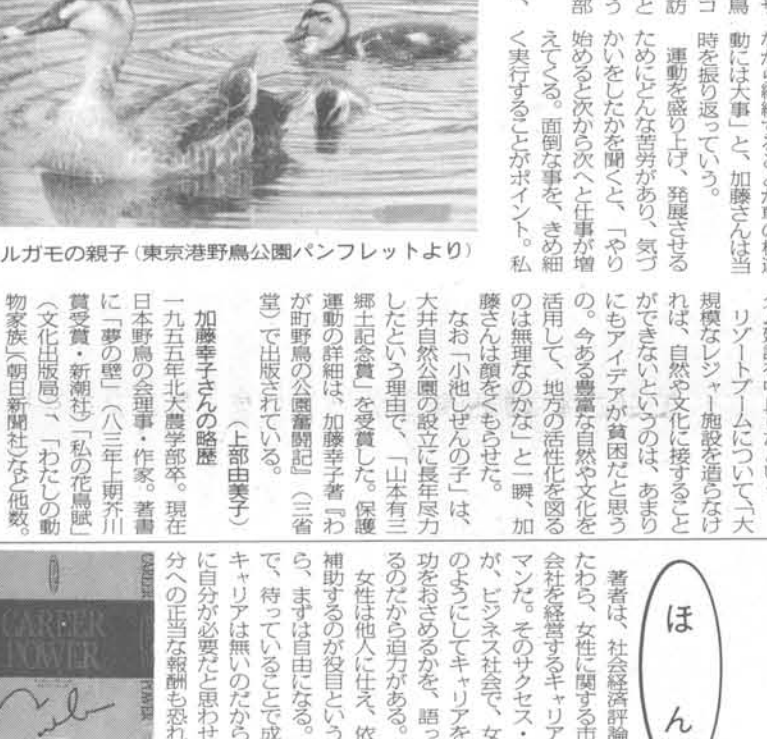 鳥
コ
訪
と
う
部
動には大事」と、加藤さんは当
時を振り返っていう。
運動を盛り上げ、発展させる
ためにどんな苦労があり、気づ
かいをしたかを聞くと、「やり
始めると次から次へと仕事が増
えてくる。面倒な事を、きめ細
く実行することがポイント。私
ルガモの親子(東京港野鳥公園パンフレットより)
リゾートブームについて、「大
規模なレジャー施設を造らなけ
れば、自然や文化に接すること
ができないというのは、あまり
にもアイデアが貧困だと思う
の。今ある豊富な自然や文化を
活用して、地方の活性化を図る
のは無理なのかな」と一瞬、加
藤さんは顔をくもらせた。
なお「小池しぜんの子」は、
大井自然公園の設立に長年尽力
したという理由で、「山本有三
郷土記念賞」を受賞した。保護
運動の詳細は、加藤幸子著『わ
が町野鳥の公園奮闘記』(三省
堂)で出版されている。
(上部由美子)
加藤幸子さんの略歴
一九五五年北大農学部卒。現在
日本野鳥の会理事・作家。著書
に「夢の壁」(八三年上期芥川
賞受賞・新潮社)「私の花鳥賦」
(文化出版局)、「わたしの動
物家族」(朝日新聞社)など他数。
ほん
著者は、社会経済評論
たわら、女性に関する市
会社を経営するキャリア
マンだ。そのサクセス・
が、ビジネス社会で、女
のようにしてキャリアを
功をおさめるかを、語っ
るのだから迫力がある。
女性は他人に仕え、依
補助するのが役目という
ら、まずは自由になる。
で、待っていることで成
キャリアは無いのだから
に自分が必要だと思わせ
分への正当な報酬も恐れ
CAREER
POWER